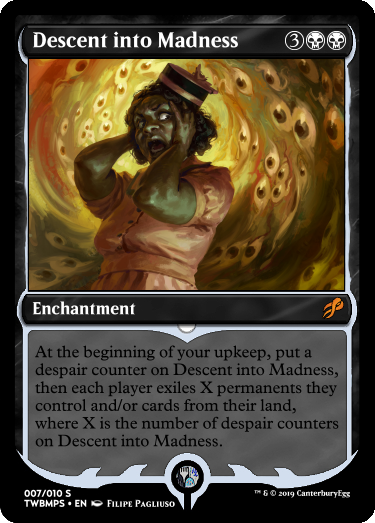 Descent into Madness 3
Enchantment
At the beginning of your upkeep, put a
despair counter on Descent into Madness,
then each player exiles X permanents they
control and/or cards from their land,
where X is the number of despair counters
on Descent into Madness.
007/010 S
TWBMPS • EN Filipe Pagliuso
™ & © 2019 CanterburyEgg